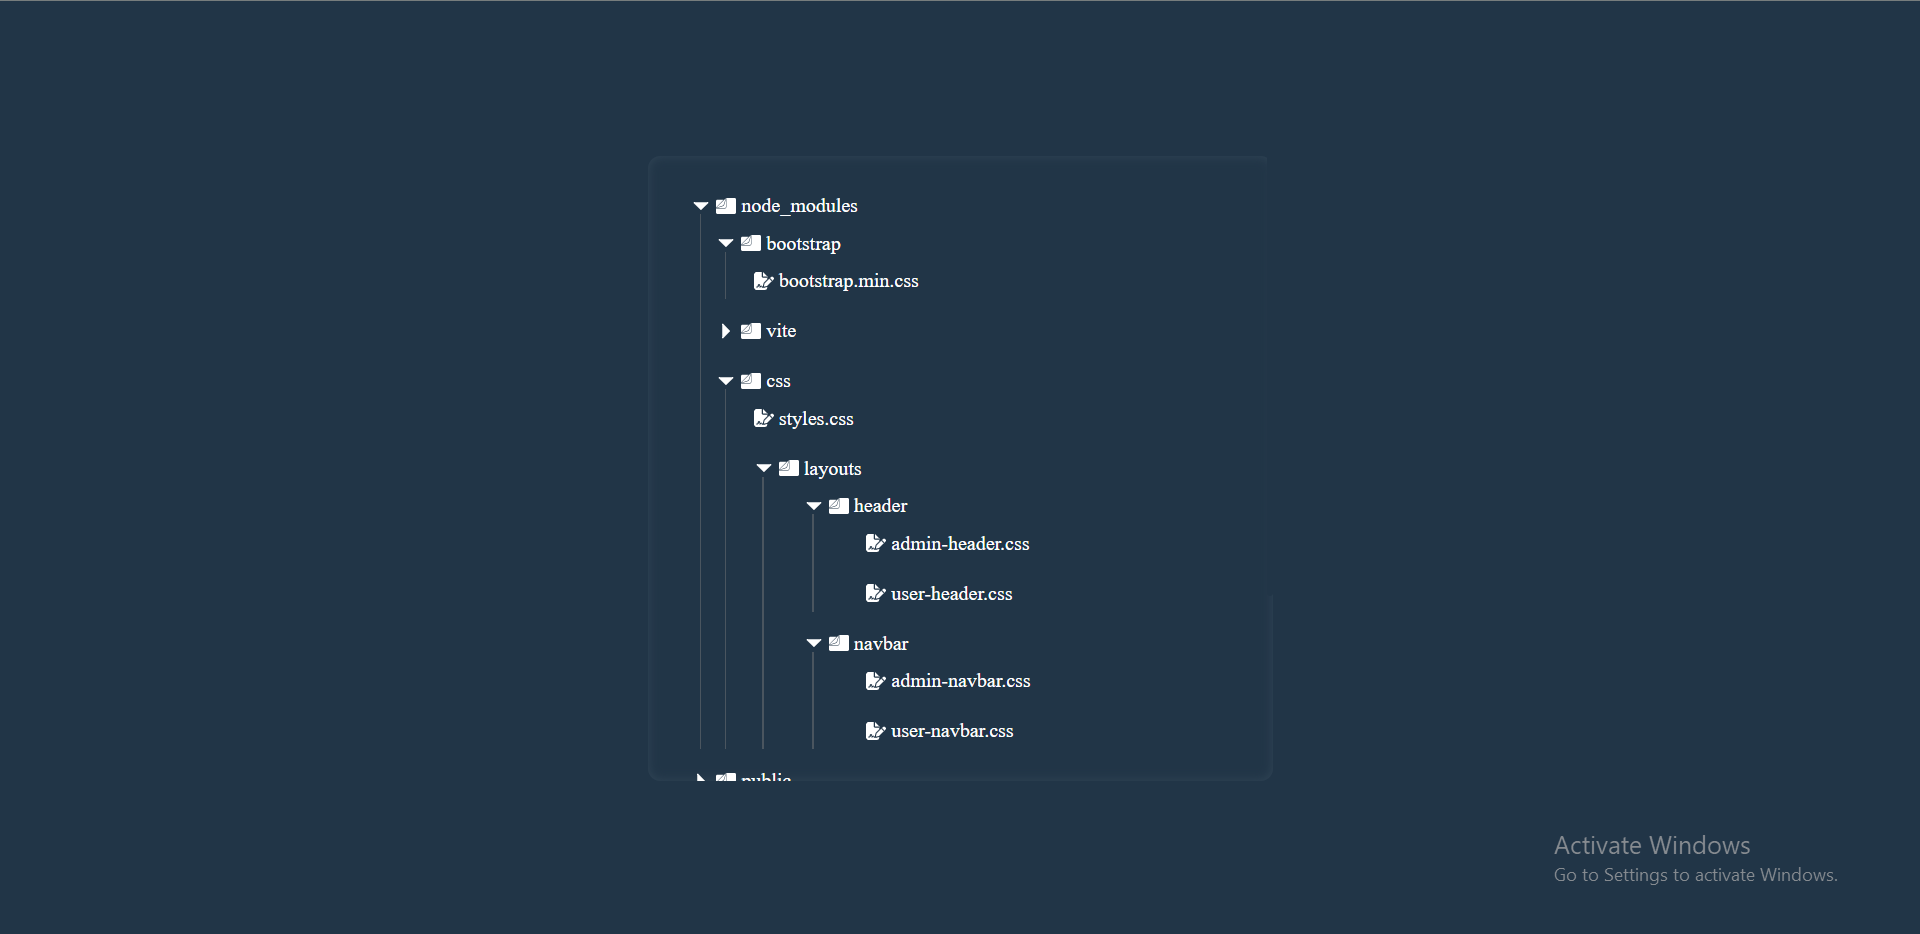 node_modules
bootstrap
bootstrap.min.css
vite
css
styles.css
layouts
header
admin-header.css
user-header.css
navbar
admin-navbar.css
user-navbar.css
public
Activate Windows
Go to Settings to activate Windows.